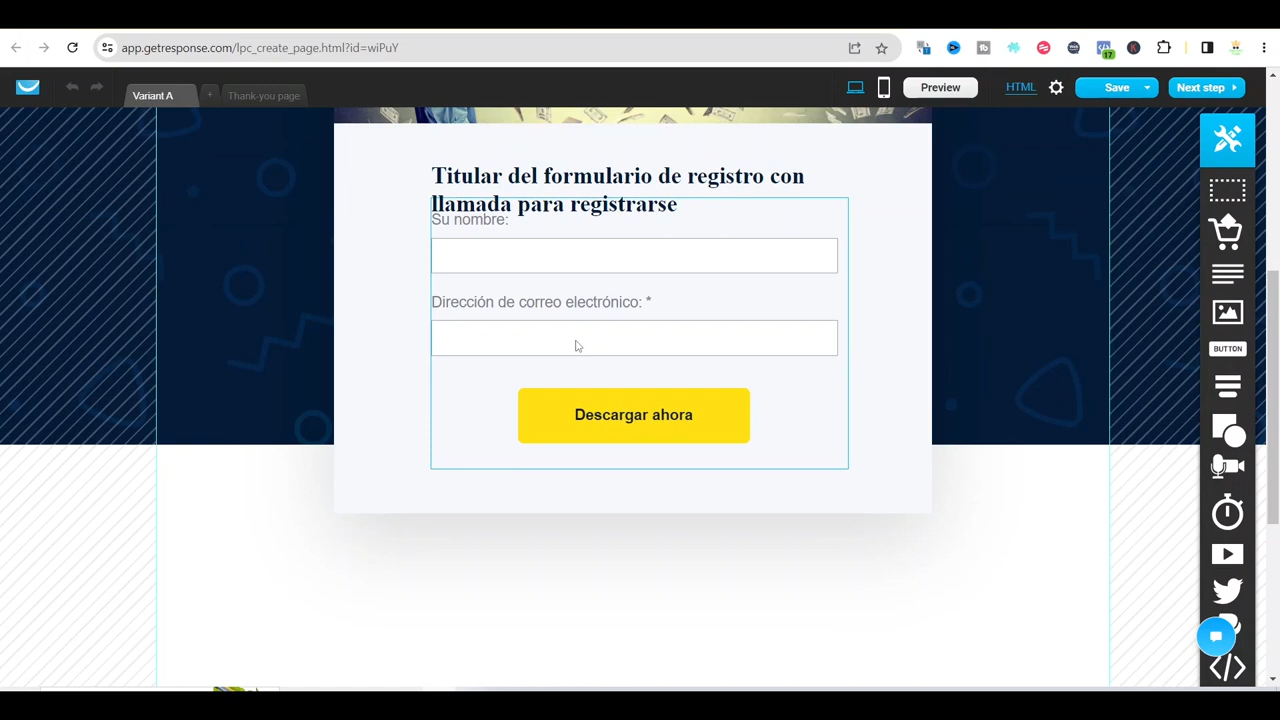 app.getresponse.com/lpc_create_page.html?id=wiPuY
17
Variant A
+
Thank-you page
Preview
HTML
Save
Next step
Titular del formulario de registro con
llamada para registrarse
Su nombre:
Dirección de correo electrónico: *
Descargar ahora
BUTTON